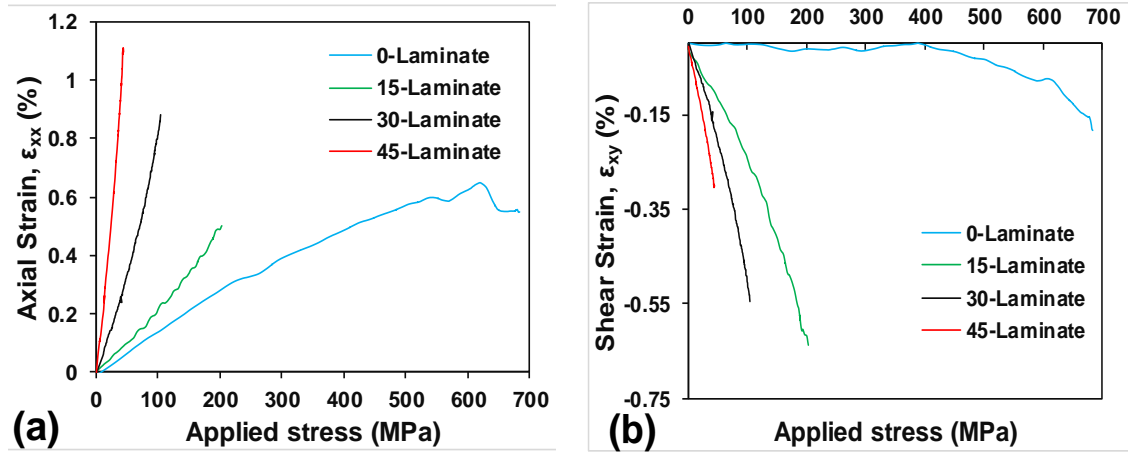 1.2
1
0.8
0.6
0.4
0.2
0
Axial Strain, εxx (%)
0-Laminate
15-Laminate
30-Laminate
45-Laminate
0 100 200 300 400 500 600 700
(a)
Applied stress (MPa)
0 100 200 300 400 500 600 700
-0.15
-0.35
-0.55
-0.75
Shear Strain, εxy (%)
0-Laminate
15-Laminate
30-Laminate
45-Laminate
(b)
Applied stress (MPa)